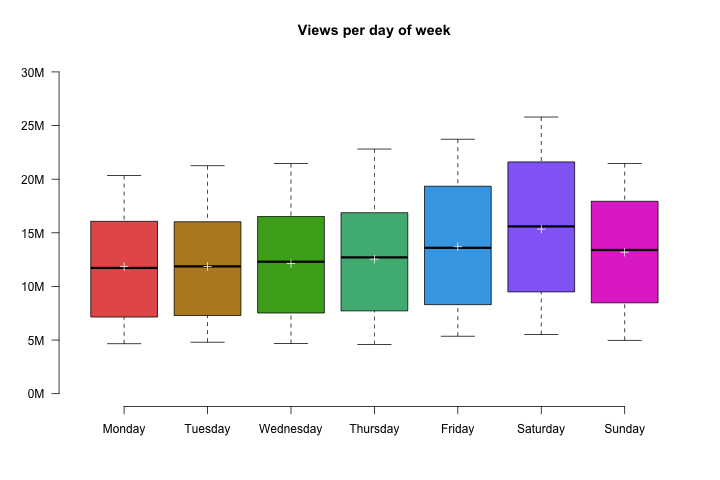 Views per day of week
30M
25M
20M
15M
10M
5M
0M
Monday Tuesday Wednesday Thursday Friday Saturday Sunday